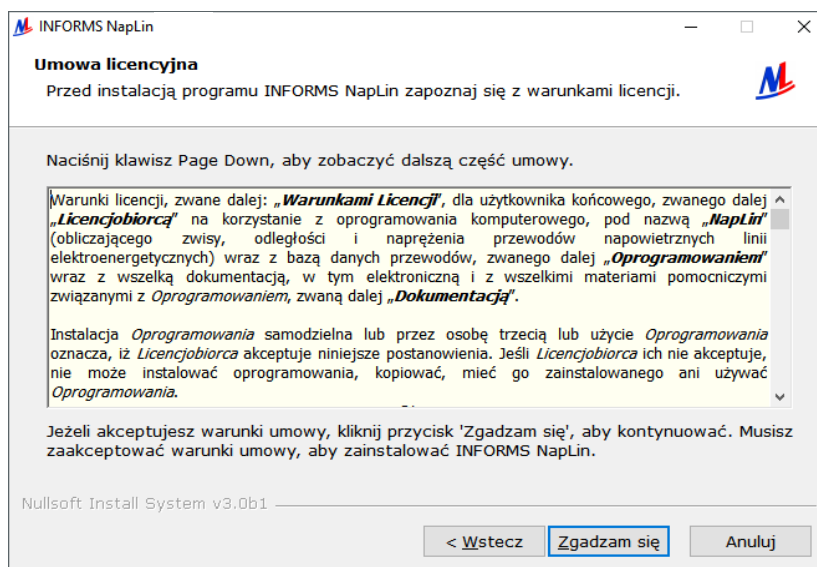 INFORMS NapLin
Umowa licencyjna
Przed instalacją programu INFORMS NapLin zapoznaj się z warunkami licencji.
NL
Naciśnij klawisz Page Down, aby zobaczyć dalszą część umowy.
Warunki licencji, zwane dalej: „Warunkami Licencji”, dla użytkownika końcowego, zwanego dalej
„Licencjobiorcą” na korzystanie z oprogramowania komputerowego, pod nazwą „NapLin”
(obliczającego zwisy, odległości i naprężenia przewodów napowietrznych linii
elektroenergetycznych) wraz z bazą danych przewodów, zwanego dalej „Oprogramowaniem”
wraz z wszelką dokumentacją, w tym elektroniczną i z wszelkimi materiami pomocniczymi
związanymi z Oprogramowaniem, zwaną dalej „Dokumentacją”.
Instalacja Oprogramowania samodzielna lub przez osobę trzecią lub użycie Oprogramowania
oznacza, iż Licencjobiorca akceptuje niniejsze postanowienia. Jeśli Licencjobiorca ich nie akceptuje,
nie może instalować oprogramowania, kopiować, mieć go zainstalowanego ani używać
Oprogramowania.
Jeżeli akceptujesz warunki umowy, kliknij przycisk 'Zgadzam się', aby kontynuować. Musisz
zaakceptować warunki umowy, aby zainstalować INFORMS NapLin.
Nullsoft Install System v3.0b1
< Wstecz
Zgadzam się
Anuluj